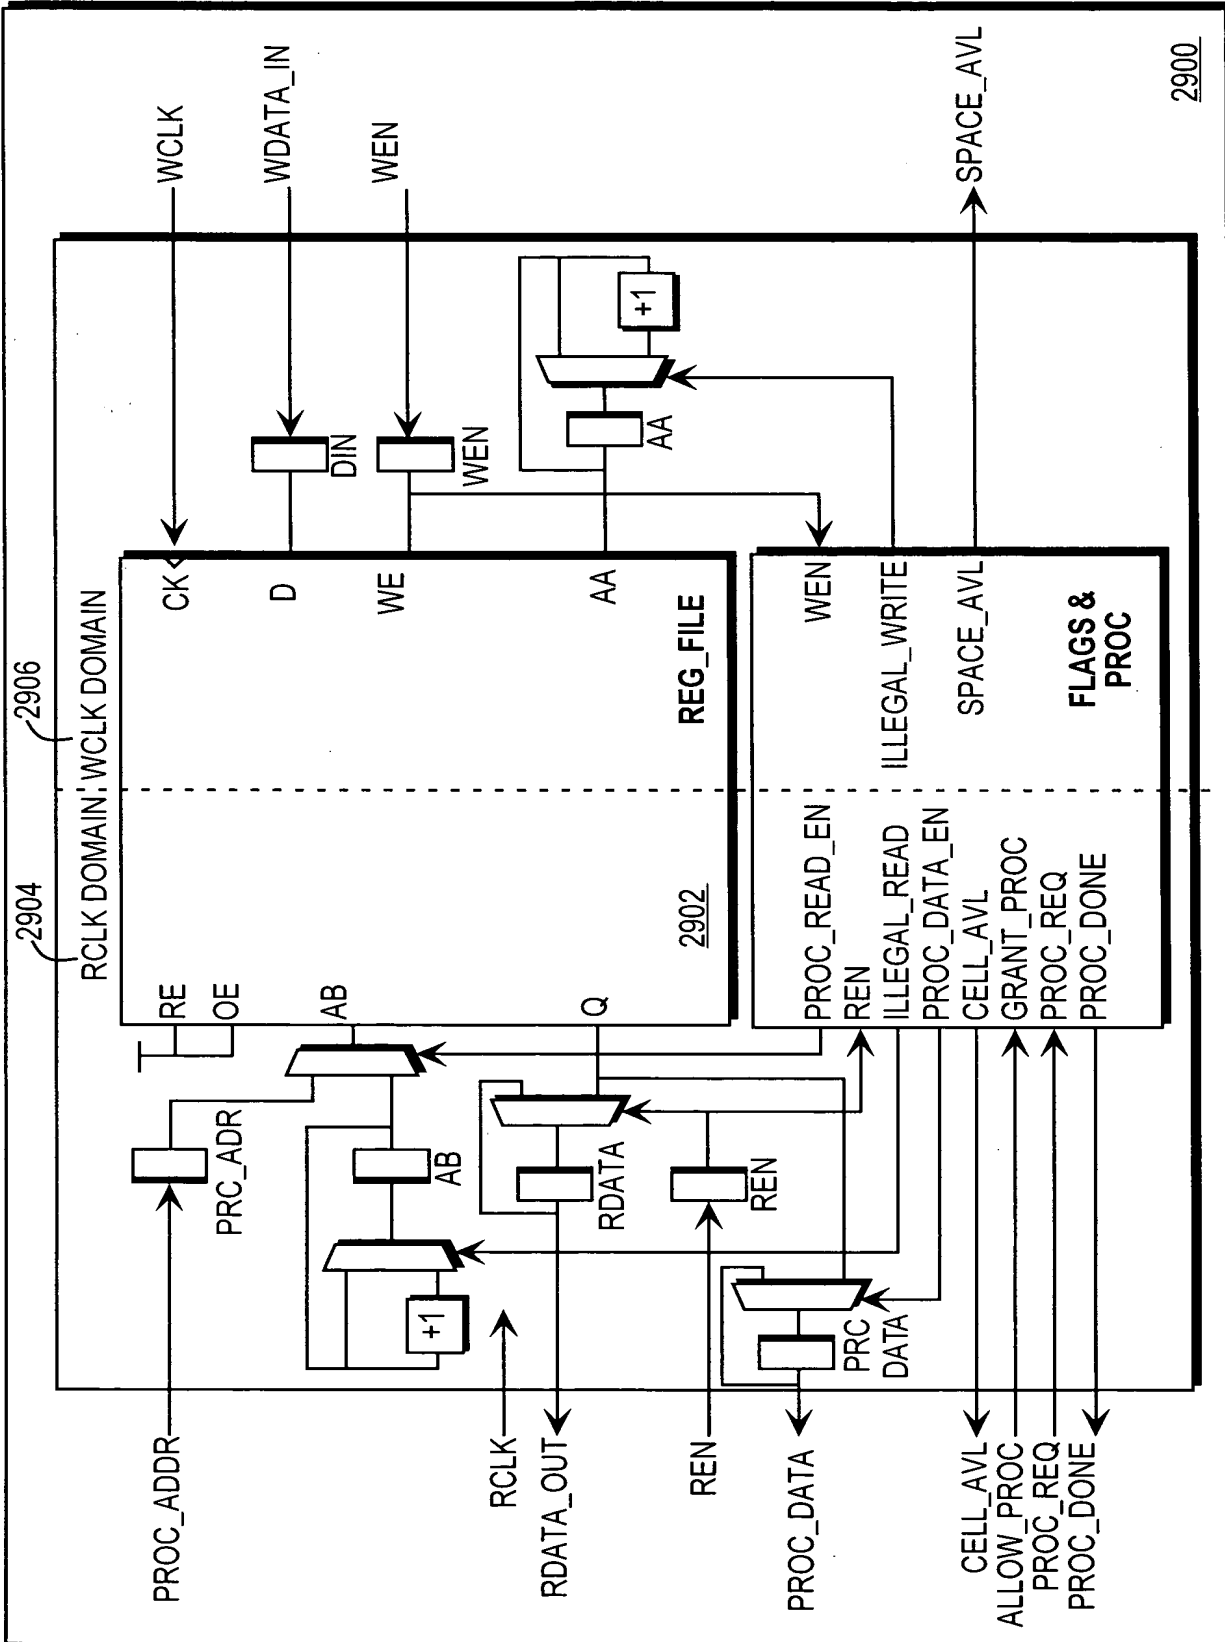 2900
2904
2906
RCLK DOMAIN
WCLK DOMAIN
PROC_ADDR
PRC_ADR
RE
OE
AB
AB
+1
RCLK
RDATA_OUT
RDATA
Q
REN
REN
PROC_DATA
PRC
DATA
2902
REG_FILE
CK
D
WE
AA
WCLK
WDATA_IN
DIN
WEN
WEN
AA
+1
PROC_READ_EN
REN
ILLEGAL_READ
PROC_DATA_EN
CELL_AVL
GRANT_PROC
PROC_REQ
PROC_DONE
CELL_AVL
ALLOW_PROC
PROC_REQ
PROC_DONE
WEN
ILLEGAL_WRITE
SPACE_AVL
FLAGS &
PROC
SPACE_AVL